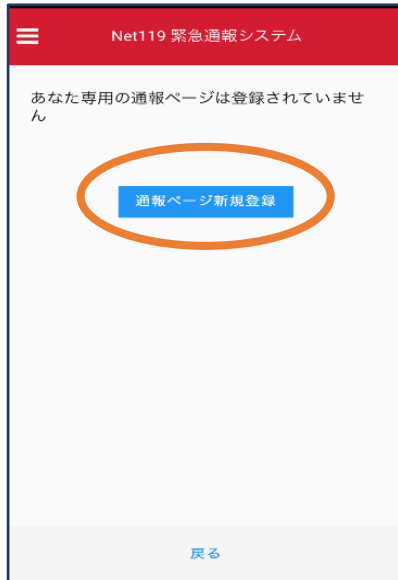 Net119 緊急通報システム
あなた専用の通報ページは登録されていませ
ん
通報ページ新規登録
戻る